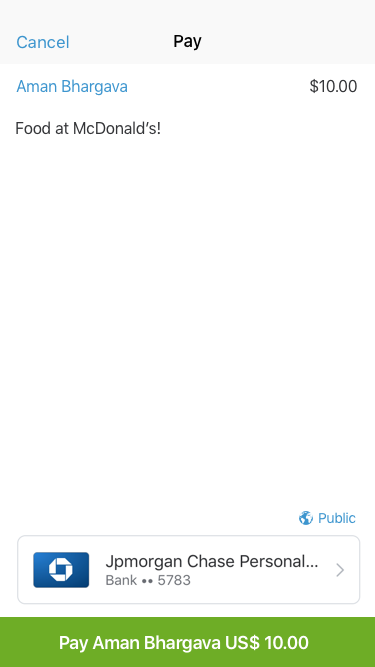 Cancel
Pay
Aman Bhargava
$10.00
Food at McDonald's!
Public
Jpmorgan Chase Personal...
Bank •• 5783
Pay Aman Bhargava US$ 10.00